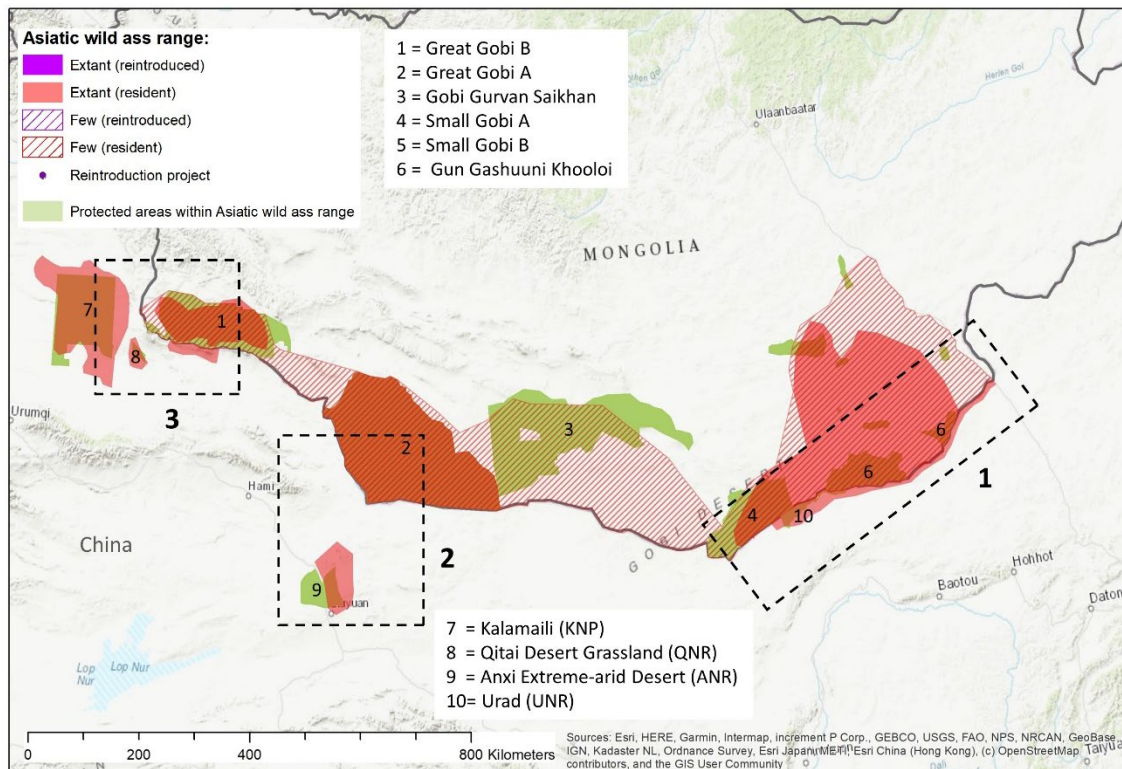 Asiatic wild ass range:
Extant (reintroduced)
Extant (resident)
Few (reintroduced)
Few (resident)
Reintroduction project
Protected areas within Asiatic wild ass range
1 = Great Gobi B
2 = Great Gobi A
3 = Gobi Gurvan Saikhan
4 = Small Gobi A
5 = Small Gobi B
6 = Gun Gashuuni Khooloi
Herlen Gol
Ulaanbaatar
MONGOLIA
7
1
8
3
Urumqi
2
3
6
6
4
10
1
GOBI DESERT
Hami
China
2
9
Hohhot
Baotou
Daton
Lop Nur
Lop
Nur
7 = Kalamaili (KNP)
8 = Qitai Desert Grassland (QNR)
9 = Anxi Extreme-arid Desert (ANR)
10= Urad (UNR)
0 200 400 800
Kilometers
Taiyua
Sources: Esri, HERE, Garmin, Intermap, increment P Corp., GEBCO, USGS, FAO, NPS, NRCAN, GeoBase,
IGN, Kadaster NL, Ordnance Survey, Esri Japan, METI, Esri China (Hong Kong), (c) OpenStreetMap
contributors, and the GIS User Community